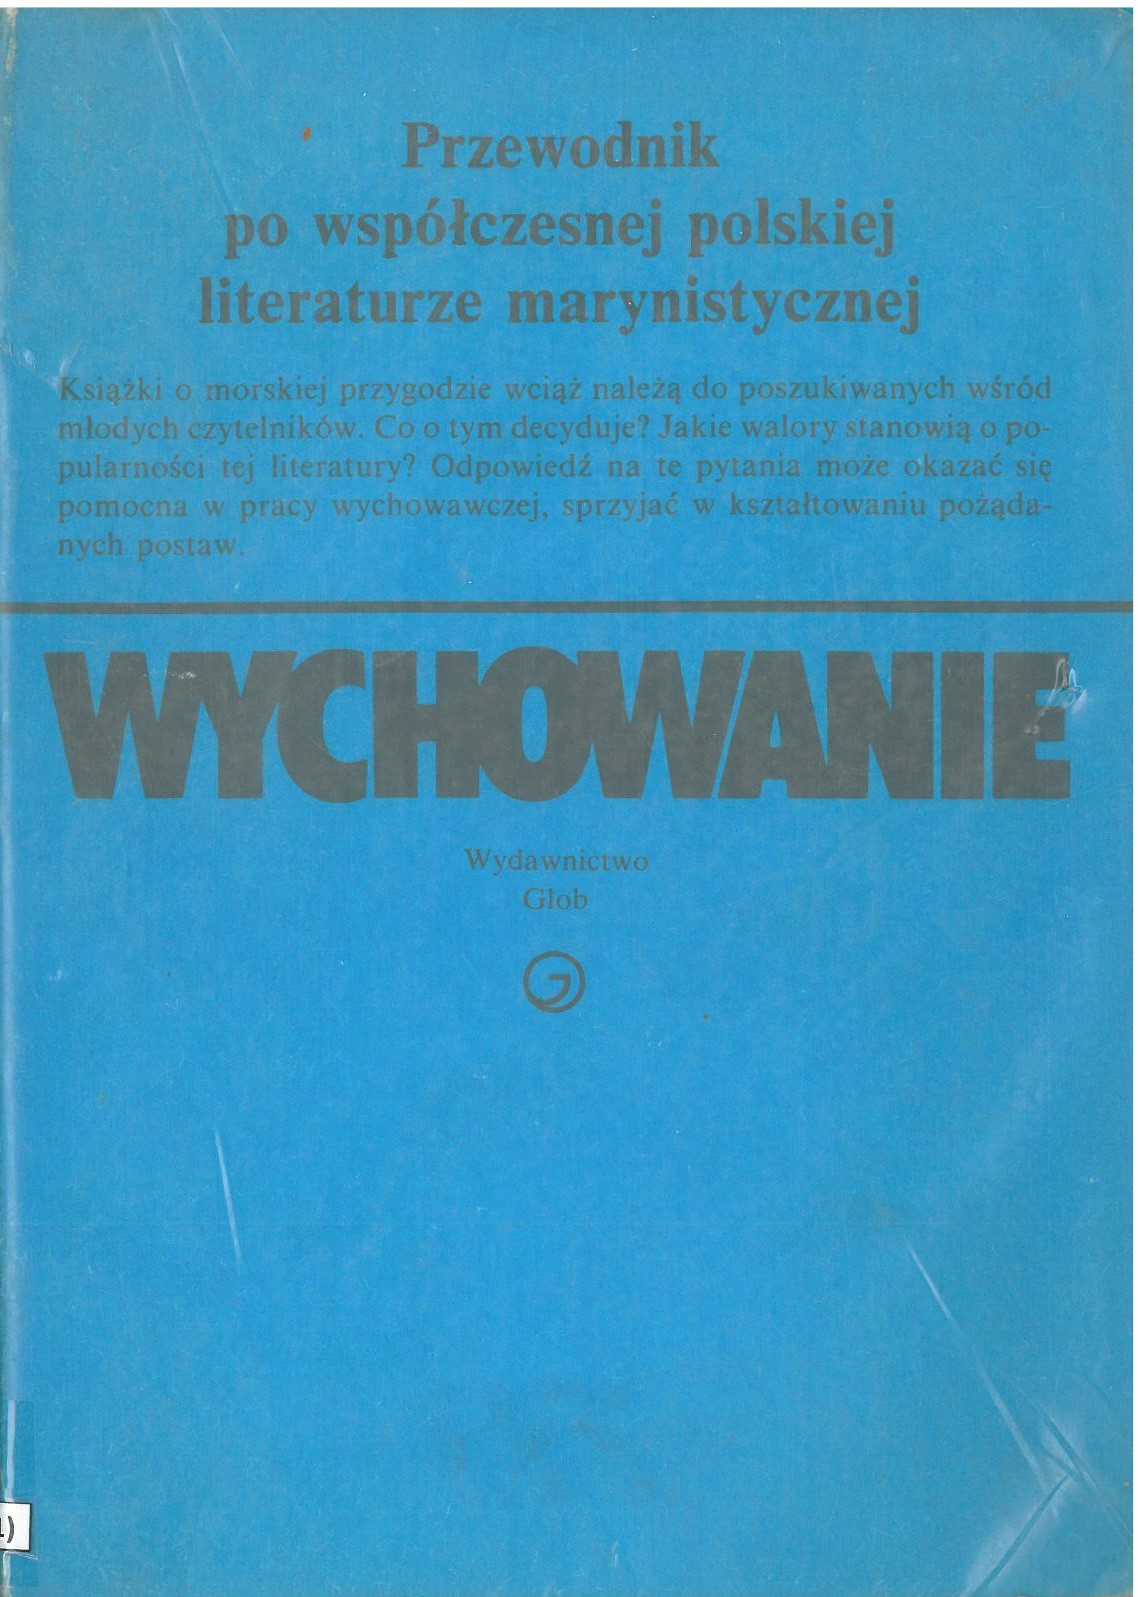 Przewodnik
po współczesnej polskiej
literaturze marynistycznej
Książki o morskiej przygodzie wciąż należą do poszukiwanych wśród
młodych czytelników. Co o tym decyduje? Jakie walory stanowią o po-
pularności tej literatury? Odpowiedź na te pytania może okazać się
pomocna w pracy wychowawczej, sprzyjać w kształtowaniu pożąda-
nych postaw.
WYCHOWANIE
Wydawnictwo
Glob